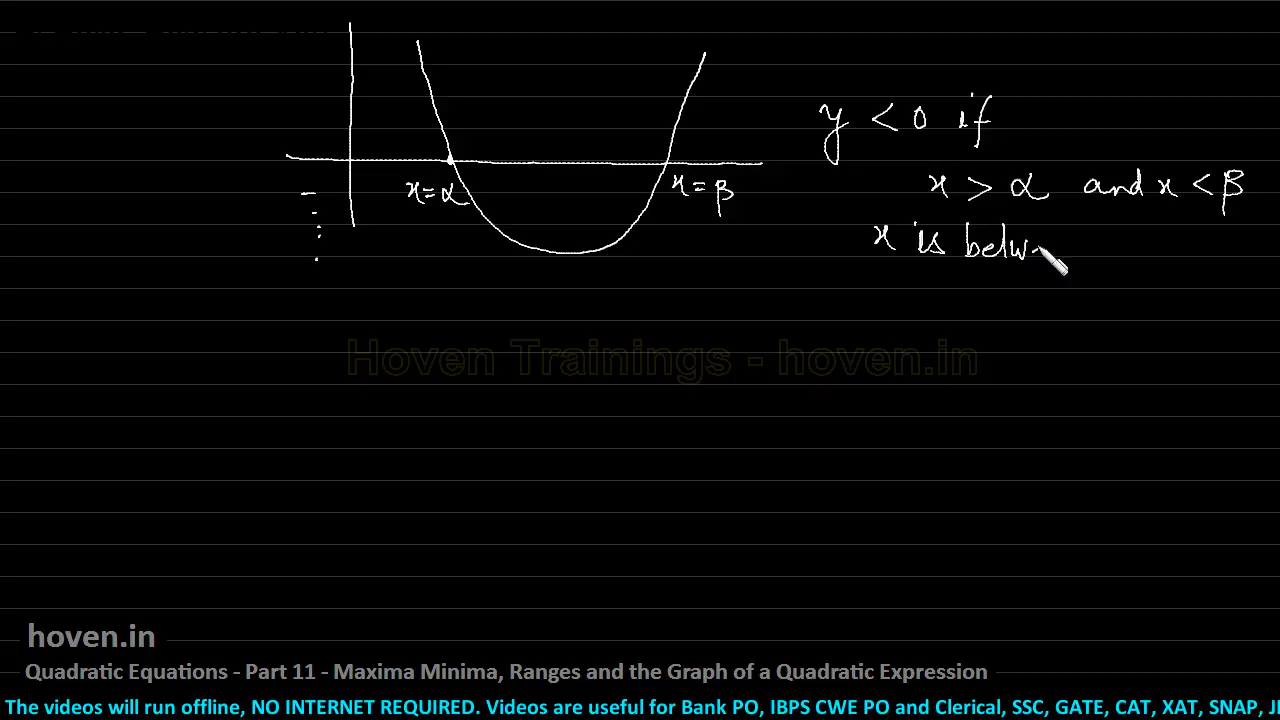 y < 0 if
x > α and x < β
x = α
x = β
x is betw
Hoven Trainings - hoven.in
hoven.in
Quadratic Equations - Part 11 - Maxima Minima, Ranges and the Graph of a Quadratic Expression
The videos will run offline, NO INTERNET REQUIRED. Videos are useful for Bank PO, IBPS CWE PO and Clerical, SSC, GATE, CAT, XAT, SNAP,